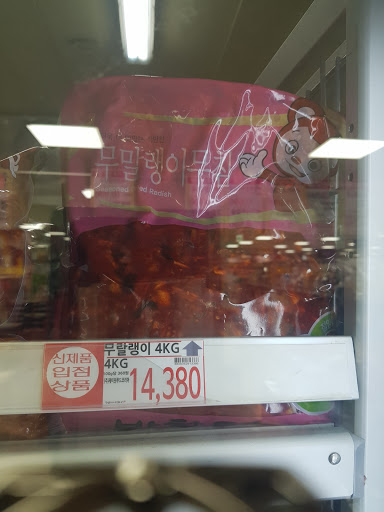 무말랭이무침
Seasoned Dried Radish
신제품
입점
상품
무랄랭이 4KG
4KG
14,380